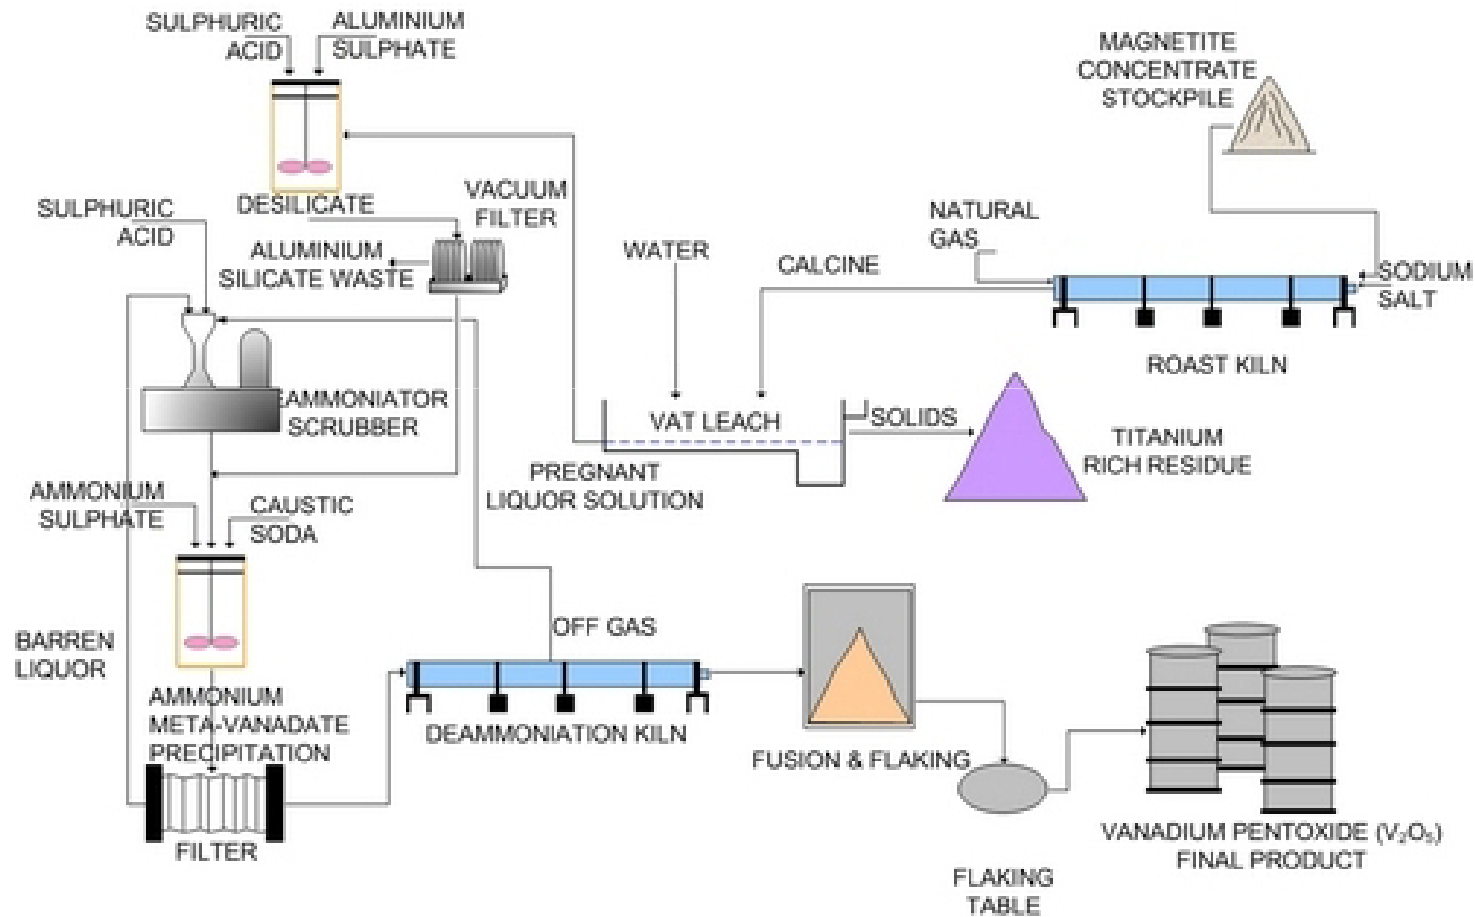 SULPHURIC
ACID
ALUMINIUM
SULPHATE
MAGNETITE
CONCENTRATE
STOCKPILE
DESILICATE
VACUUM
FILTER
SULPHURIC
ACID
ALUMINIUM
SILICATE WASTE
WATER
CALCINE
NATURAL
GAS
SODIUM
SALT
ROAST KILN
EAMMONIATOR
SCRUBBER
VAT LEACH
SOLIDS
TITANIUM
RICH RESIDUE
PREGNANT
LIQUOR SOLUTION
AMMONIUM
SULPHATE
CAUSTIC
SODA
BARREN
LIQUOR
OFF GAS
AMMONIUM
META-VANADATE
PRECIPITATION
DEAMMONIATION KILN
FUSION & FLAKING
FILTER
FLAKING
TABLE
VANADIUM PENTOXIDE (V₂O₅)
FINAL PRODUCT